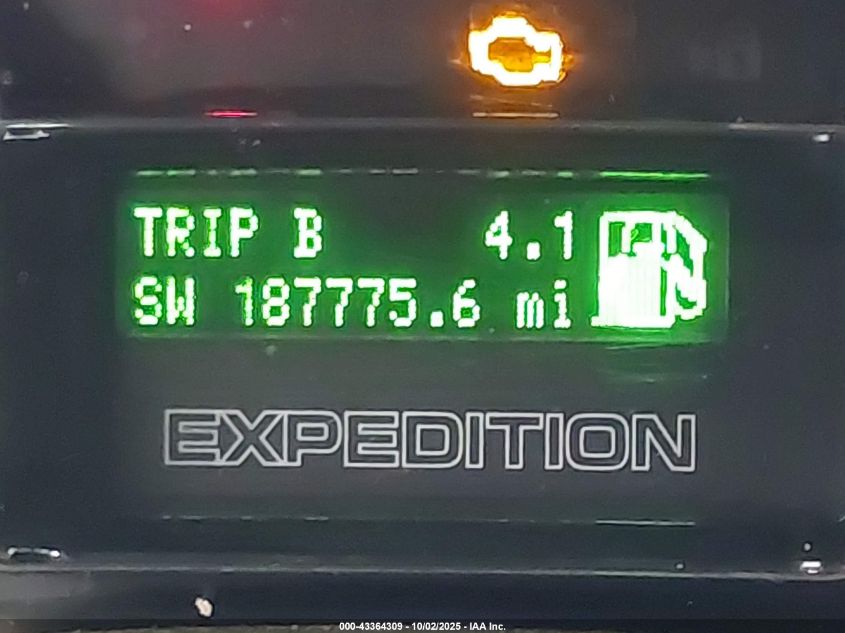 TRIP B 4.1
SW 187775.6 mi
EXPEDITION
000-43364309 - 10/02/2025 - IAA Inc.